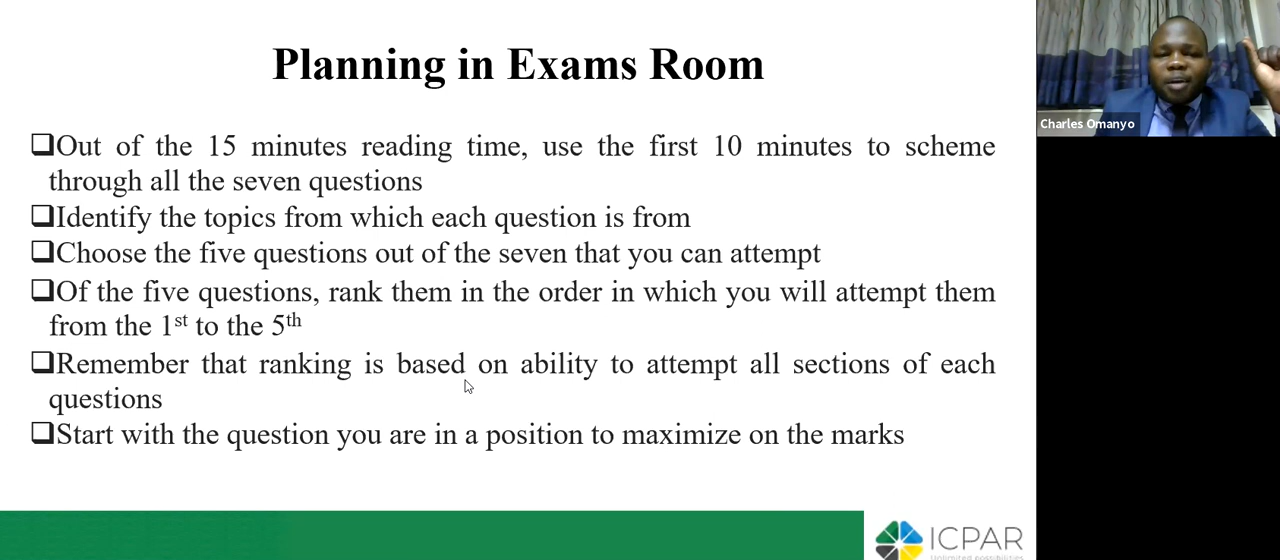 Planning in Exams Room
❑Out of the 15 minutes reading time, use the first 10 minutes to scheme
through all the seven questions
❑Identify the topics from which each question is from
❑Choose the five questions out of the seven that you can attempt
❑Of the five questions, rank them in the order in which you will attempt them
from the 1st to the 5th
❑Remember that ranking is based on ability to attempt all sections of each
questions
❑Start with the question you are in a position to maximize on the marks
Charles Omanyo
ICPAR
Unlimited possibilities